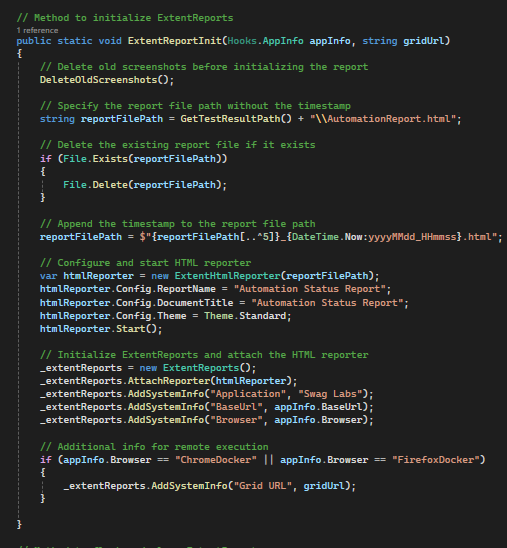 // Method to initialize ExtentReports
1 reference
public static void ExtentReportInit(Hooks.AppInfo appInfo, string gridUrl)
{
// Delete old screenshots before initializing the report
DeleteOldScreenshots();
// Specify the report file path without the timestamp
string reportFilePath = GetTestResultPath() + "\\AutomationReport.html";
// Delete the existing report file if it exists
if (File.Exists(reportFilePath))
{
File.Delete(reportFilePath);
}
// Append the timestamp to the report file path
reportFilePath = $"{reportFilePath[..^5]}_{DateTime.Now:yyyyMMdd_HHmmss}.html";
// Configure and start HTML reporter
var htmlReporter = new ExtentHtmlReporter(reportFilePath);
htmlReporter.Config.ReportName = "Automation Status Report";
htmlReporter.Config.DocumentTitle = "Automation Status Report";
htmlReporter.Config.Theme = Theme.Standard;
htmlReporter.Start();
// Initialize ExtentReports and attach the HTML reporter
_extentReports = new ExtentReports();
_extentReports.AttachReporter(htmlReporter);
_extentReports.AddSystemInfo("Application", "Swag Labs");
_extentReports.AddSystemInfo("BaseUrl", appInfo.BaseUrl);
_extentReports.AddSystemInfo("Browser", appInfo.Browser);
// Additional info for remote execution
if (appInfo.Browser == "ChromeDocker" || appInfo.Browser == "FirefoxDocker")
{
_extentReports.AddSystemInfo("Grid URL", gridUrl);
}
}